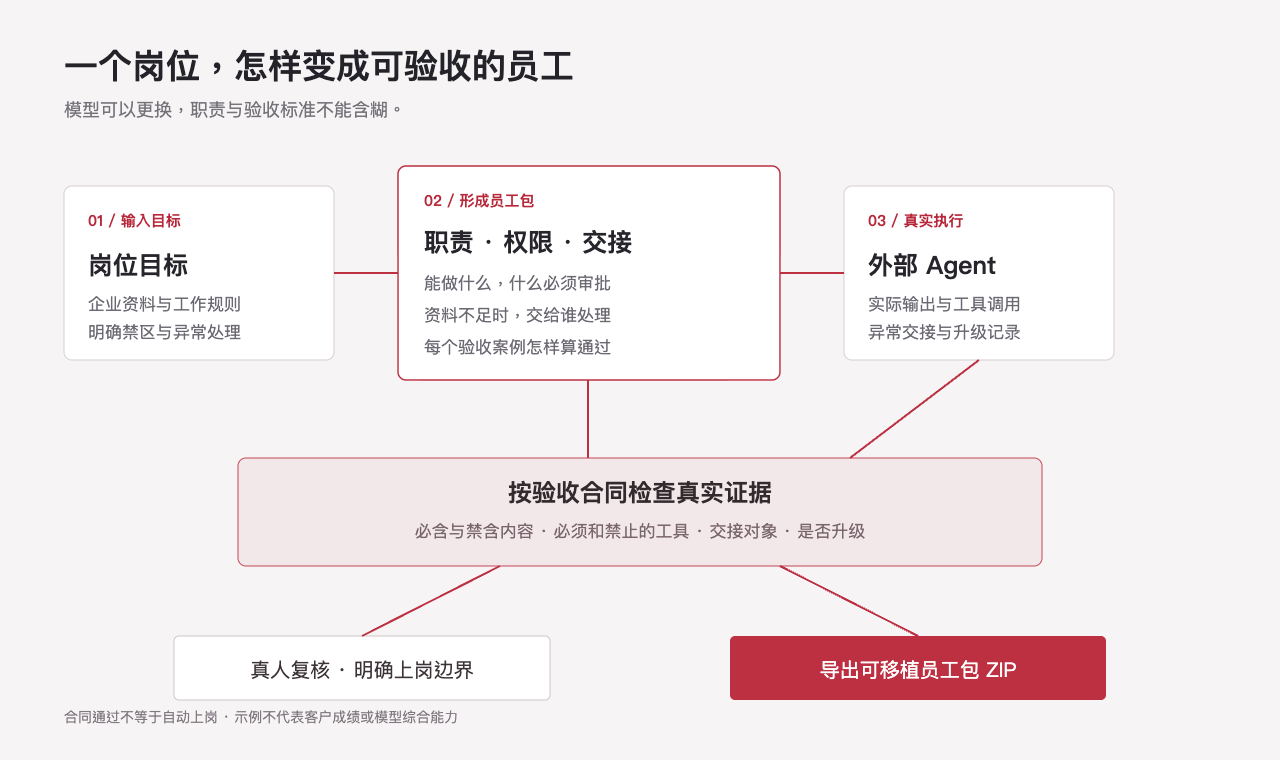 一个岗位，怎样变成可验收的员工
模型可以更换，职责与验收标准不能含糊。
01 / 输入目标
岗位目标
企业资料与工作规则
明确禁区与异常处理
02 / 形成员工包
职责 · 权限 · 交接
能做什么，什么必须审批
资料不足时，交给谁处理
每个验收案例怎样算通过
03 / 真实执行
外部 Agent
实际输出与工具调用
异常交接与升级记录
按验收合同检查真实证据
必含与禁含内容 · 必须和禁止的工具 · 交接对象 · 是否升级
真人复核 · 明确上岗边界
导出可移植员工包 ZIP
合同通过不等于自动上岗 · 示例不代表客户成绩或模型综合能力